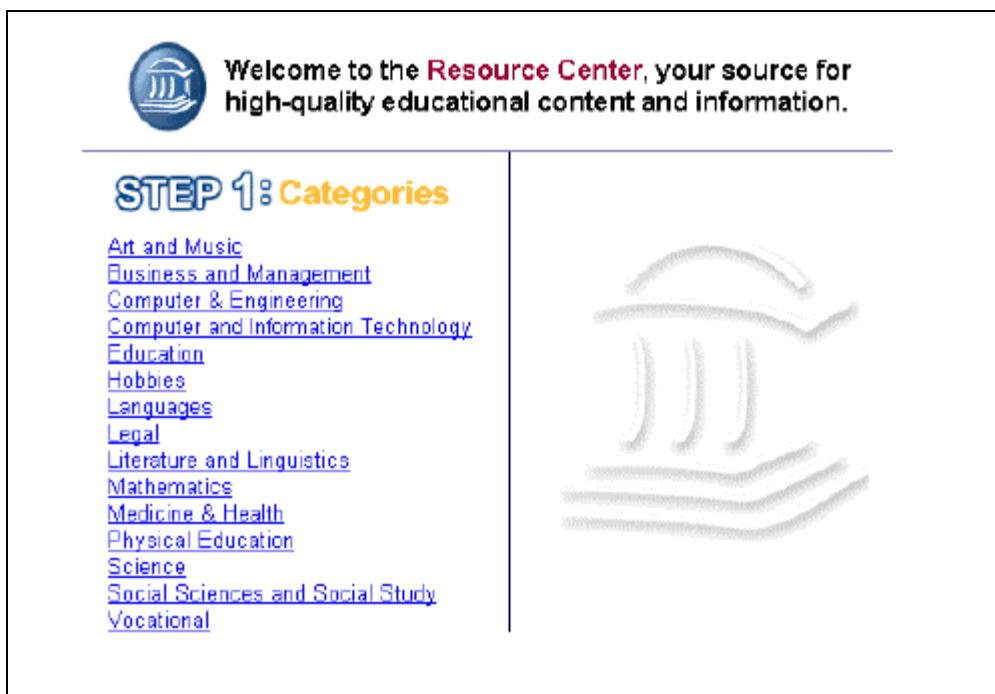 Welcome to the Resource Center, your source for
high-quality educational content and information.
STEP 1: Categories
Art and Music
Business and Management
Computer & Engineering
Computer and Information Technology
Education
Hobbies
Languages
Legal
Literature and Linguistics
Mathematics
Medicine & Health
Physical Education
Science
Social Sciences and Social Study
Vocational